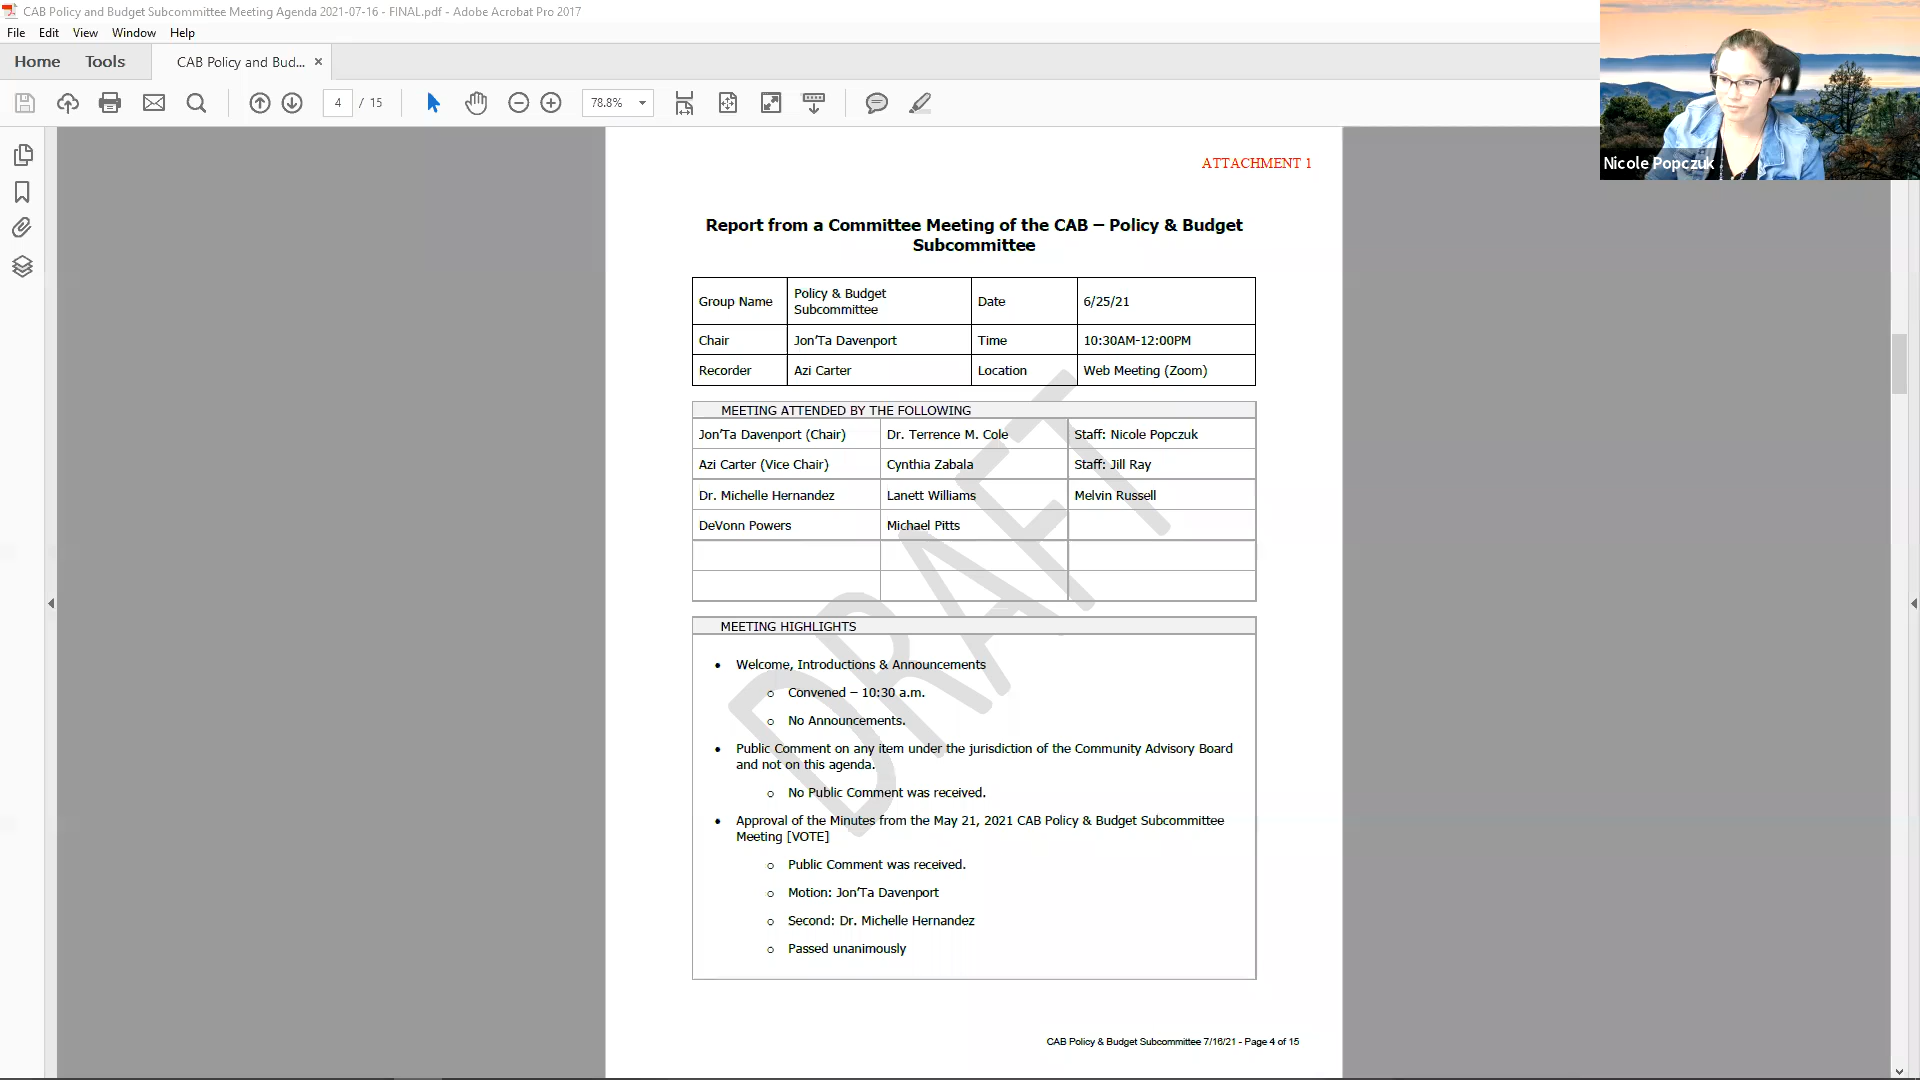 CAB Policy and Budget Subcommittee Meeting Agenda 2021-07-16 - FINAL.pdf - Adobe Acrobat Pro 2017
File Edit View Window Help
Home Tools CAB Policy and Bud... ×
4 / 15 78.8%
Nicole Popczuk
ATTACHMENT 1
Report from a Committee Meeting of the CAB – Policy & Budget
Subcommittee
Group Name Policy & Budget Subcommittee Date 6/25/21
Chair Jon'Ta Davenport Time 10:30AM-12:00PM
Recorder Azi Carter Location Web Meeting (Zoom)
MEETING ATTENDED BY THE FOLLOWING
Jon'Ta Davenport (Chair) Dr. Terrence M. Cole Staff: Nicole Popczuk
Azi Carter (Vice Chair) Cynthia Zabala Staff: Jill Ray
Dr. Michelle Hernandez Lanett Williams Melvin Russell
DeVonn Powers Michael Pitts
DRAFT
MEETING HIGHLIGHTS
• Welcome, Introductions & Announcements
o Convened – 10:30 a.m.
o No Announcements.
• Public Comment on any item under the jurisdiction of the Community Advisory Board
and not on this agenda.
o No Public Comment was received.
• Approval of the Minutes from the May 21, 2021 CAB Policy & Budget Subcommittee
Meeting [VOTE]
o Public Comment was received.
o Motion: Jon'Ta Davenport
o Second: Dr. Michelle Hernandez
o Passed unanimously
CAB Policy & Budget Subcommittee 7/16/21 - Page 4 of 15